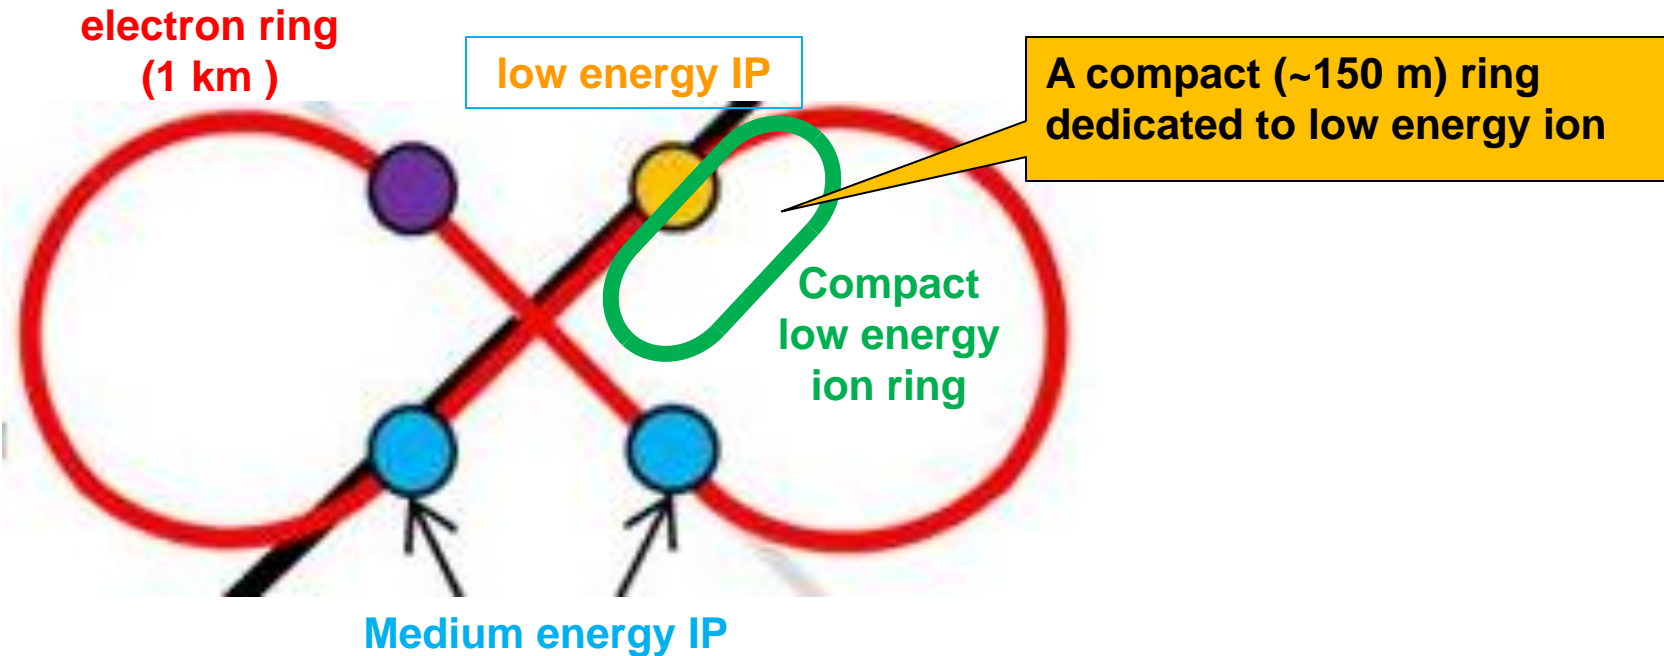 electron ring
(1 km )
low energy IP
A compact (~150 m) ring
dedicated to low energy ion
Compact
low energy
ion ring
Medium energy IP